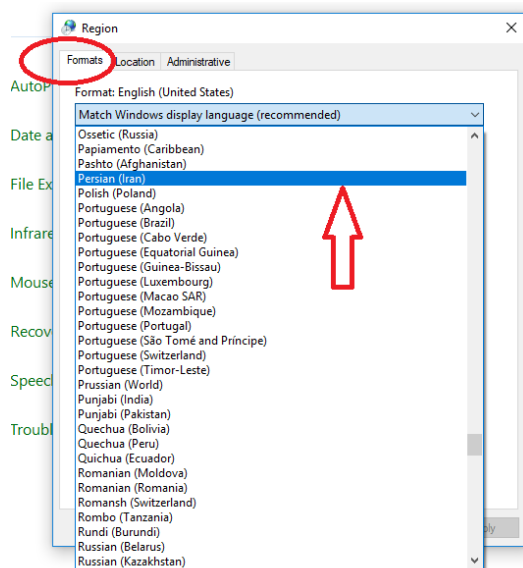 Region
Formats Location Administrative
Format: English (United States)
Match Windows display language (recommended)
Ossetic (Russia)
Papiamento (Caribbean)
Pashto (Afghanistan)
Persian (Iran)
Polish (Poland)
Portuguese (Angola)
Portuguese (Brazil)
Portuguese (Cabo Verde)
Portuguese (Equatorial Guinea)
Portuguese (Guinea-Bissau)
Portuguese (Luxembourg)
Portuguese (Macao SAR)
Portuguese (Mozambique)
Portuguese (Portugal)
Portuguese (São Tomé and Príncipe)
Portuguese (Switzerland)
Portuguese (Timor-Leste)
Prussian (World)
Punjabi (India)
Punjabi (Pakistan)
Quechua (Bolivia)
Quechua (Peru)
Quichua (Ecuador)
Romanian (Moldova)
Romanian (Romania)
Romansh (Switzerland)
Rombo (Tanzania)
Rundi (Burundi)
Russian (Belarus)
Russian (Kazakhstan)
AutoP
Date a
File Ex
Infrare
Mouse
Recov
Speec
Troubl